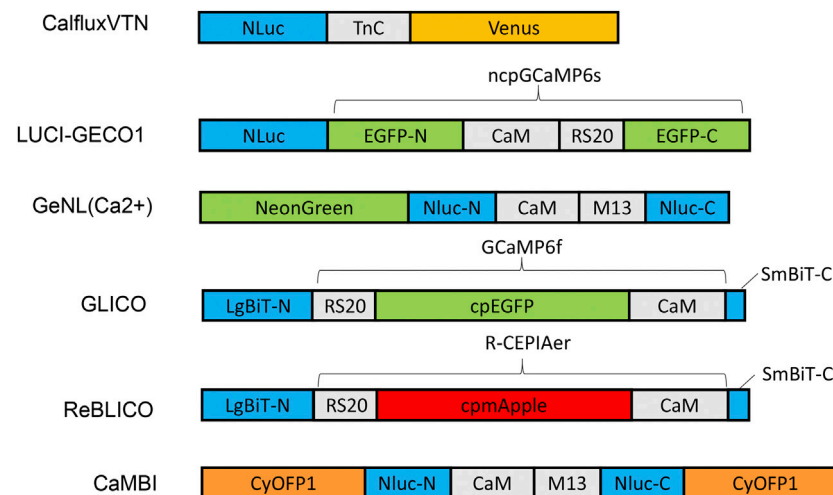 CalfluxVTN NLuc TnC Venus
ncpGCaMP6s
LUCI-GECO1 NLuc EGFP-N CaM RS20 EGFP-C
GeNL(Ca2+) NeonGreen Nluc-N CaM M13 Nluc-C
GCaMP6f
SmBiT-C
GLICO LgBiT-N RS20 cpEGFP CaM
R-CEPIAer
SmBiT-C
ReBLICO LgBiT-N RS20 cpmApple CaM
CaMBI CyOFP1 Nluc-N CaM M13 Nluc-C CyOFP1